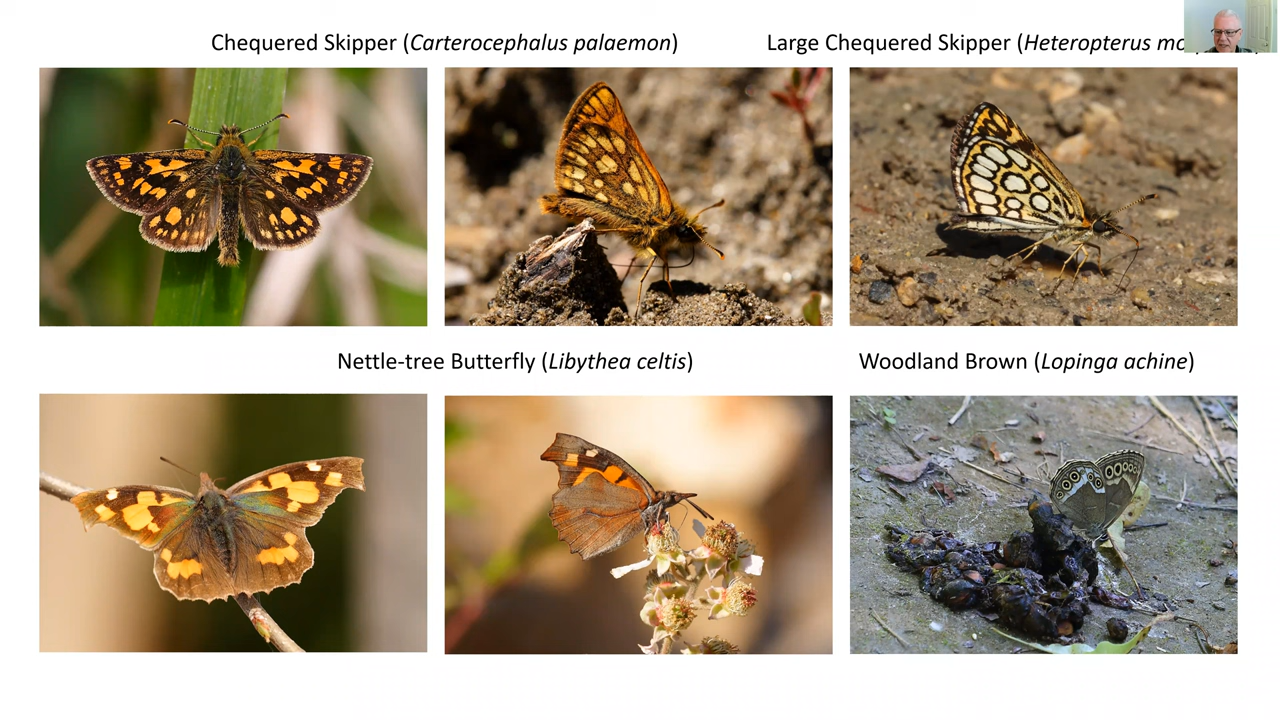 Chequered Skipper (Carterocephalus palaemon)
Large Chequered Skipper (Heteropterus
Nettle-tree Butterfly (Libythea celtis)
Woodland Brown (Lopinga achine)